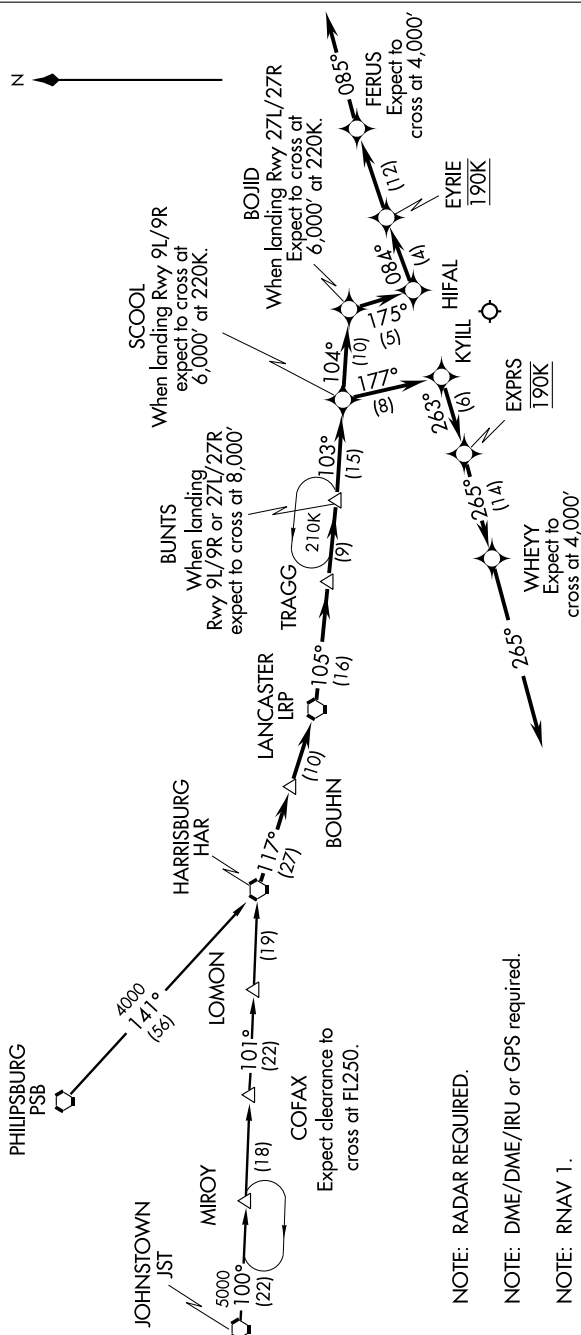 N
PHILIPSBURG
PSB
4000
141°
(56)
JOHNSTOWN
JST
5000
100°
(22)
MIROY
(18)
COFAX
Expect clearance to
cross at FL250.
101°
(22)
LOMON
(19)
HARRISBURG
HAR
117°
(27)
BOUHN
(10)
LANCASTER
LRP
105°
(16)
TRAGG
(9)
210K
BUNTS
When landing
Rwy 9L/9R or 27L/27R
expect to cross at 8,000'
103°
(15)
SCOOL
When landing Rwy 9L/9R
expect to cross at
6,000' at 220K.
104°
(10)
BOJID
When landing Rwy 27L/27R
Expect to cross at
6,000' at 220K.
175°
(5)
HIFAL
084°
(4)
EYRIE
190K
(12)
FERUS
Expect to
cross at 4,000'
085°
177°
(8)
KYILL
263°
(6)
EXPRS
190K
265°
(14)
WHEYY
Expect to
cross at 4,000'
265°
NOTE: RADAR REQUIRED.
NOTE: DME/DME/IRU or GPS required.
NOTE: RNAV 1.